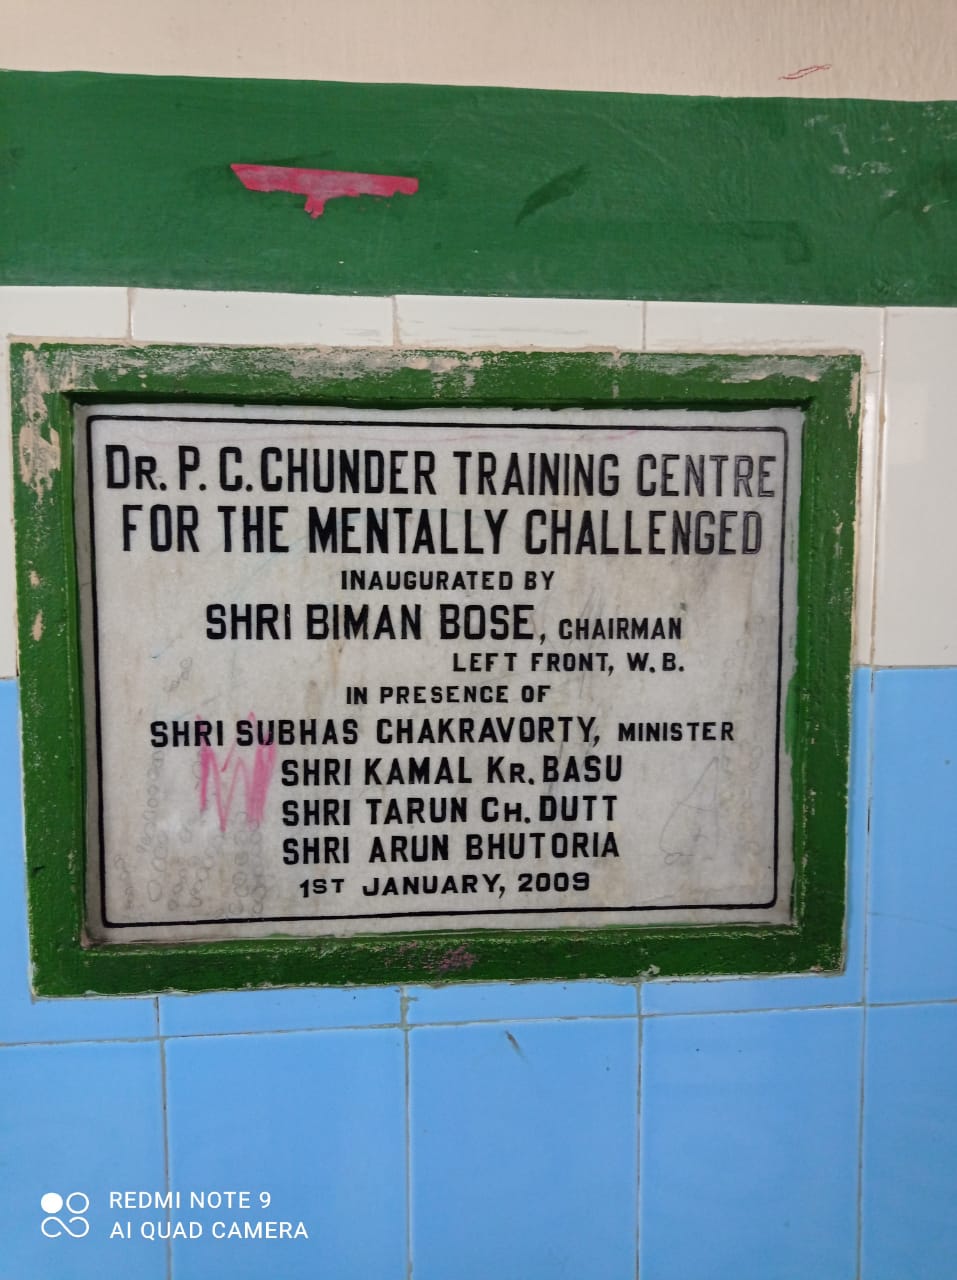 DR. P. C. CHUNDER TRAINING CENTRE
FOR THE MENTALLY CHALLENGED
INAUGURATED BY
SHRI BIMAN BOSE, CHAIRMAN
LEFT FRONT, W. B.
IN PRESENCE OF
SHRI SUBHAS CHAKRAVORTY, MINISTER
SHRI KAMAL KR. BASU
SHRI TARUN CH. DUTT
SHRI ARUN BHUTORIA
1ST JANUARY, 2009
REDMI NOTE 9
AI QUAD CAMERA